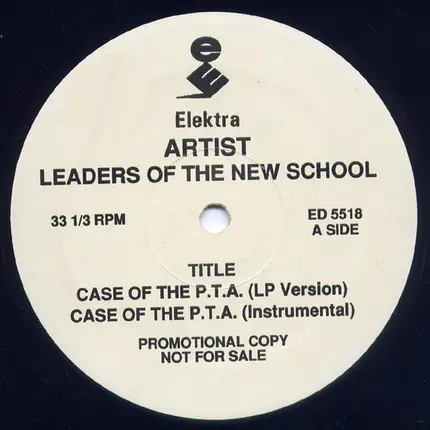 e
E
Elektra
ARTIST
LEADERS OF THE NEW SCHOOL
33 1/3 RPM
ED 5518
A SIDE
TITLE
CASE OF THE P.T.A. (LP Version)
CASE OF THE P.T.A. (Instrumental)
PROMOTIONAL COPY
NOT FOR SALE